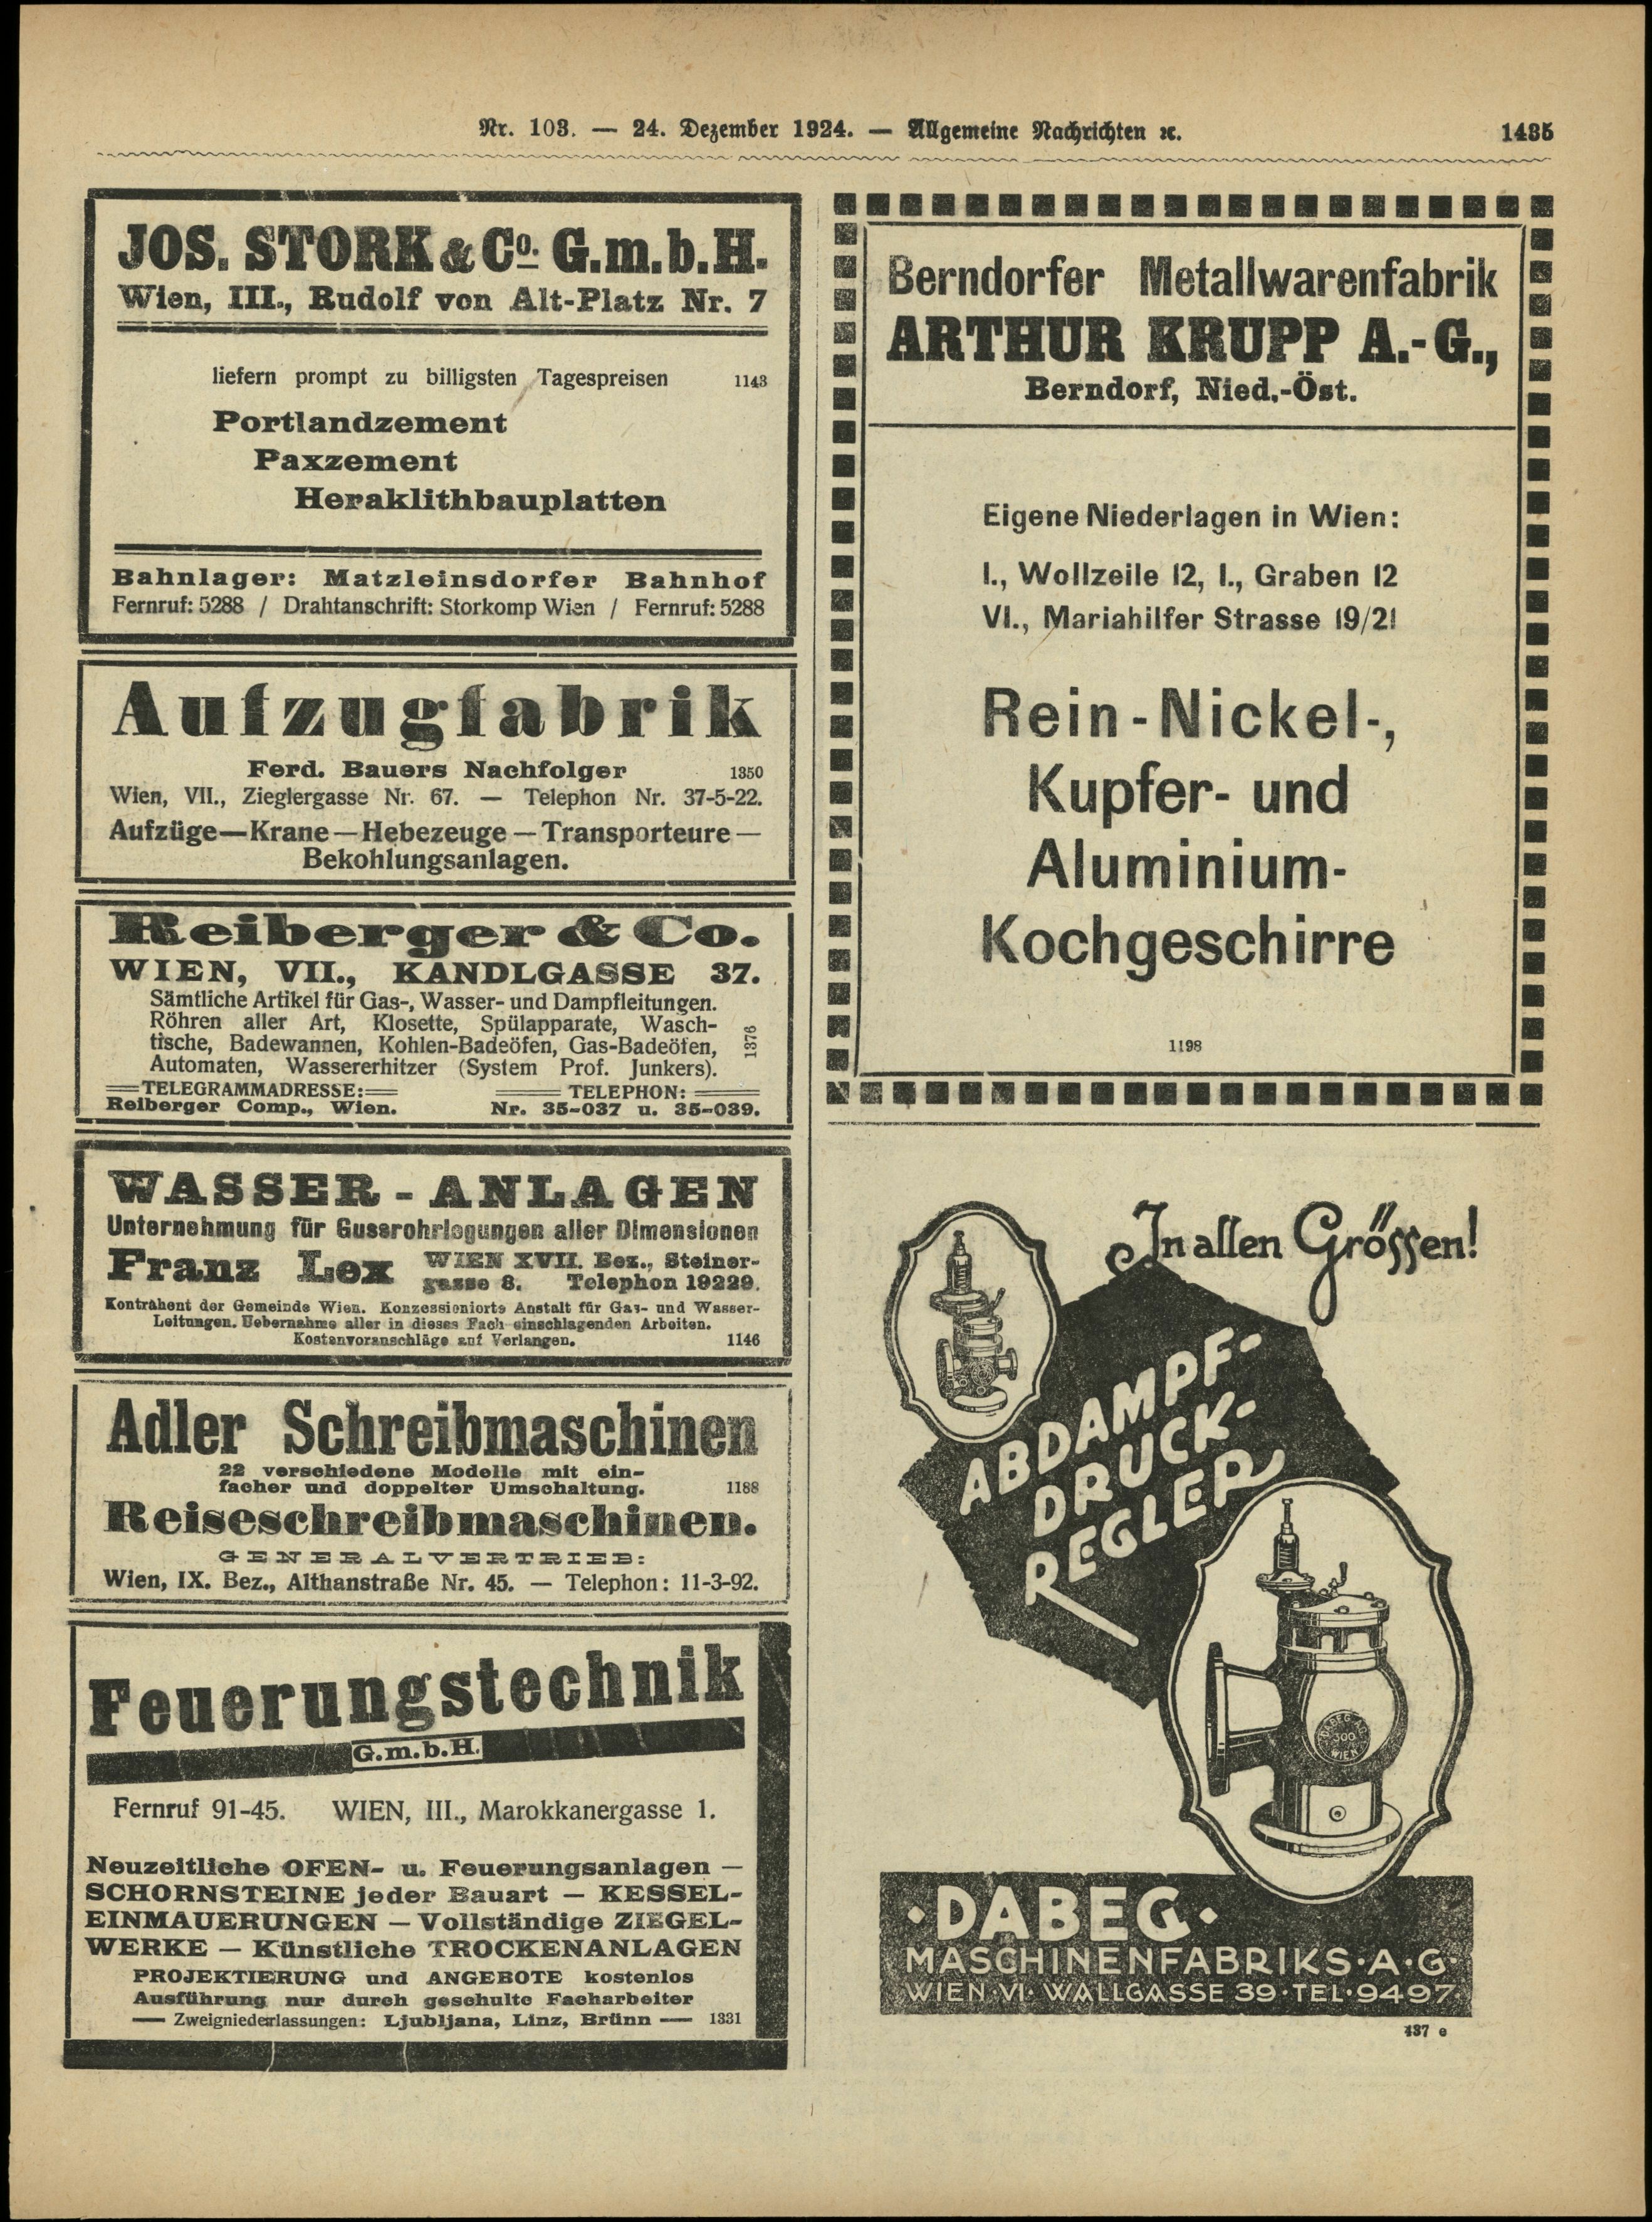 Nr. 103. — 24. Dezember 1924. — Allgemeine Nachrichten ꝛc. 1435
JOS. STORK & Co. G.m.b.H.
Wien, III., Rudolf von Alt-Platz Nr. 7
liefern prompt zu billigsten Tagespreisen 1143
Portlandzement
Paxzement
Heraklithbauplatten
Bahnlager: Matzleinsdorfer Bahnhof
Fernruf: 5288 / Drahtanschrift: Storkomp Wien / Fernruf: 5288
Aufzugfabrik
Ferd. Bauers Nachfolger 1350
Wien, VII., Zieglergasse Nr. 67. — Telephon Nr. 37-5-22.
Aufzüge — Krane — Hebezeuge — Transporteure —
Bekohlungsanlagen.
Reiberger & Co.
WIEN, VII., KANDLGASSE 37.
Sämtliche Artikel für Gas-, Wasser- und Dampfleitungen.
Röhren aller Art, Klosette, Spülapparate, Wasch-
tische, Badewannen, Kohlen-Badeöfen, Gas-Badeöfen,
Automaten, Wassererhitzer (System Prof. Junkers).
1376
TELEGRAMMADRESSE: TELEPHON:
Reiberger Comp., Wien. Nr. 35-037 u. 35-039.
WASSER-ANLAGEN
Unternehmung für Gussrohrlegungen aller Dimensionen
Franz Lex WIEN XVII. Bez., Steiner-
gasse 8. Telephon 19229.
Kontrahent der Gemeinde Wien. Konzessionierte Anstalt für Gas- und Wasser-
Leitungen. Uebernahme aller in dieses Fach einschlagenden Arbeiten.
Kostenvoranschläge auf Verlangen. 1146
Adler Schreibmaschinen
22 verschiedene Modelle mit ein-
facher und doppelter Umschaltung. 1188
Reiseschreibmaschinen.
GENERALVERTRIEB:
Wien, IX. Bez., Althanstraße Nr. 45. — Telephon: 11-3-92.
Feuerungstechnik
G.m.b.H.
Fernruf 91-45. WIEN, III., Marokkanergasse 1.
Neuzeitliche OFEN- u. Feuerungsanlagen —
SCHORNSTEINE jeder Bauart — KESSEL-
EINMAUERUNGEN — Vollständige ZIEGEL-
WERKE — Künstliche TROCKENANLAGEN
PROJEKTIERUNG und ANGEBOTE kostenlos
Ausführung nur durch geschulte Facharbeiter
— Zweigniederlassungen: Ljubljana, Linz, Brünn — 1331
Berndorfer Metallwarenfabrik
ARTHUR KRUPP A.-G.,
Berndorf, Nied.-Öst.
Eigene Niederlagen in Wien:
I., Wollzeile 12, I., Graben 12
VI., Mariahilfer Strasse 19/21
Rein-Nickel-,
Kupfer- und
Aluminium-
Kochgeschirre
1198
In allen Grössen!
ABDAMPF-
DRUCK-
REGLER
DABEG A.G.
300
WIEN
·DABEG·
MASCHINENFABRIKS·A·G·
WIEN·VI· WALLGASSE 39·TEL·9497·
437 e